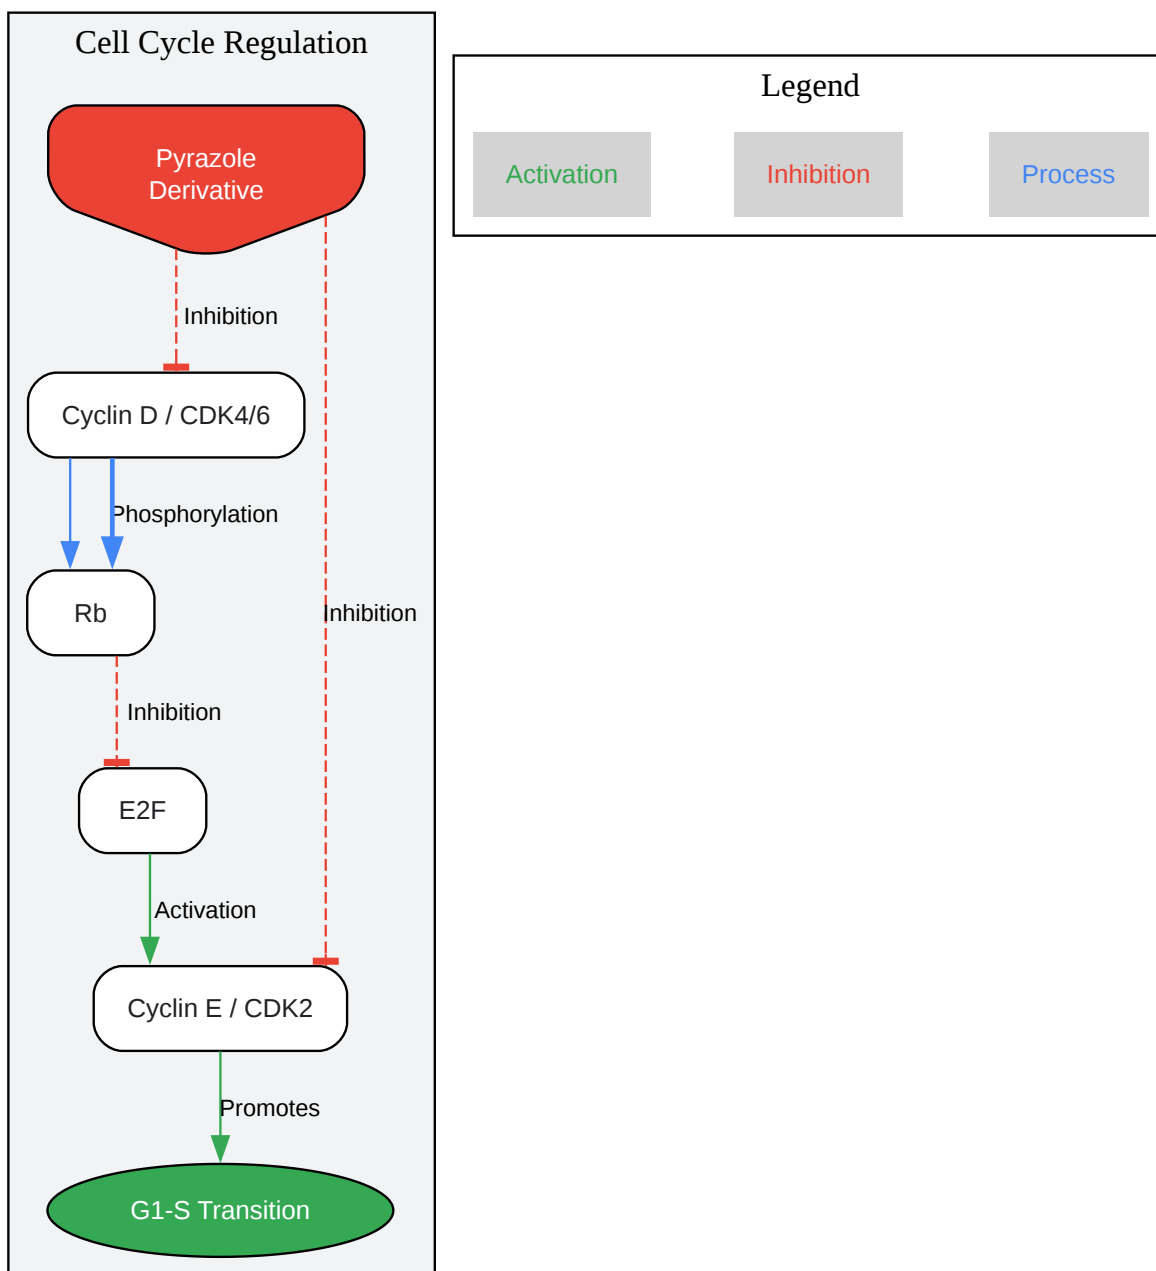 Cell Cycle Regulation
Pyrazole
Derivative
Inhibition
Cyclin D / CDK4/6
Phosphorylation
Rb
Inhibition
Inhibition
E2F
Activation
Cyclin E / CDK2
Promotes
G1-S Transition
Legend
Activation
Inhibition
Process